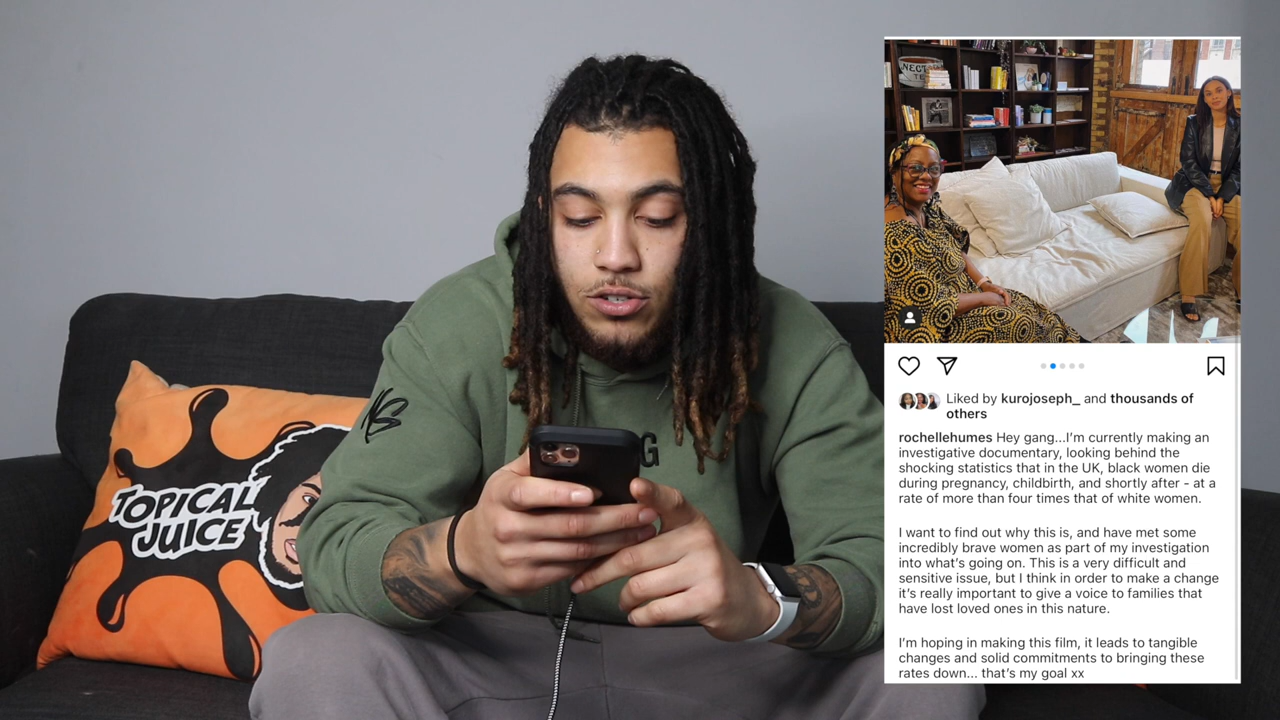 TOPICAL
JUICE
G
NECT
TE
Liked by kurojoseph_ and thousands of
others
rochellehumes Hey gang...I'm currently making an
investigative documentary, looking behind the
shocking statistics that in the UK, black women die
during pregnancy, childbirth, and shortly after - at a
rate of more than four times that of white women.
I want to find out why this is, and have met some
incredibly brave women as part of my investigation
into what's going on. This is a very difficult and
sensitive issue, but I think in order to make a change
it's really important to give a voice to families that
have lost loved ones in this nature.
I'm hoping in making this film, it leads to tangible
changes and solid commitments to bringing these
rates down... that's my goal xx